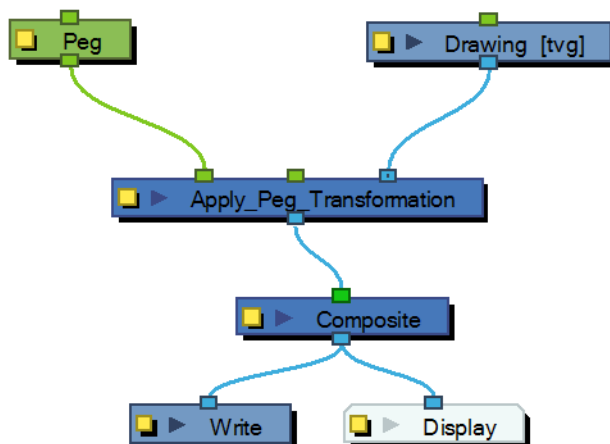 Peg
Drawing [tvg]
Apply_Peg_Transformation
Composite
Write
Display